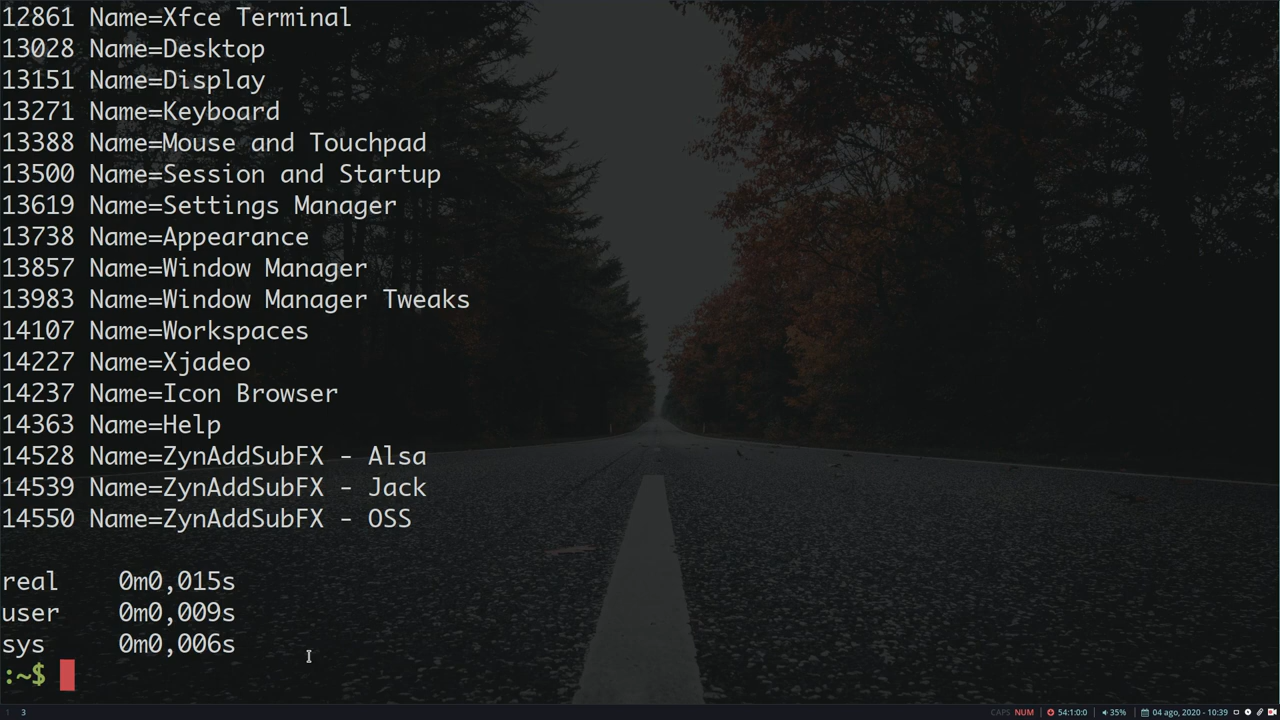 12861 Name=Xfce Terminal
13028 Name=Desktop
13151 Name=Display
13271 Name=Keyboard
13388 Name=Mouse and Touchpad
13500 Name=Session and Startup
13619 Name=Settings Manager
13738 Name=Appearance
13857 Name=Window Manager
13983 Name=Window Manager Tweaks
14107 Name=Workspaces
14227 Name=Xjadeo
14237 Name=Icon Browser
14363 Name=Help
14528 Name=ZynAddSubFX - Alsa
14539 Name=ZynAddSubFX - Jack
14550 Name=ZynAddSubFX - OSS
real 0m0,015s
user 0m0,009s
sys 0m0,006s
:~$
1 3 CAPS NUM | 54:1:0:0 | 35% | 04 ago, 2020 - 10:39